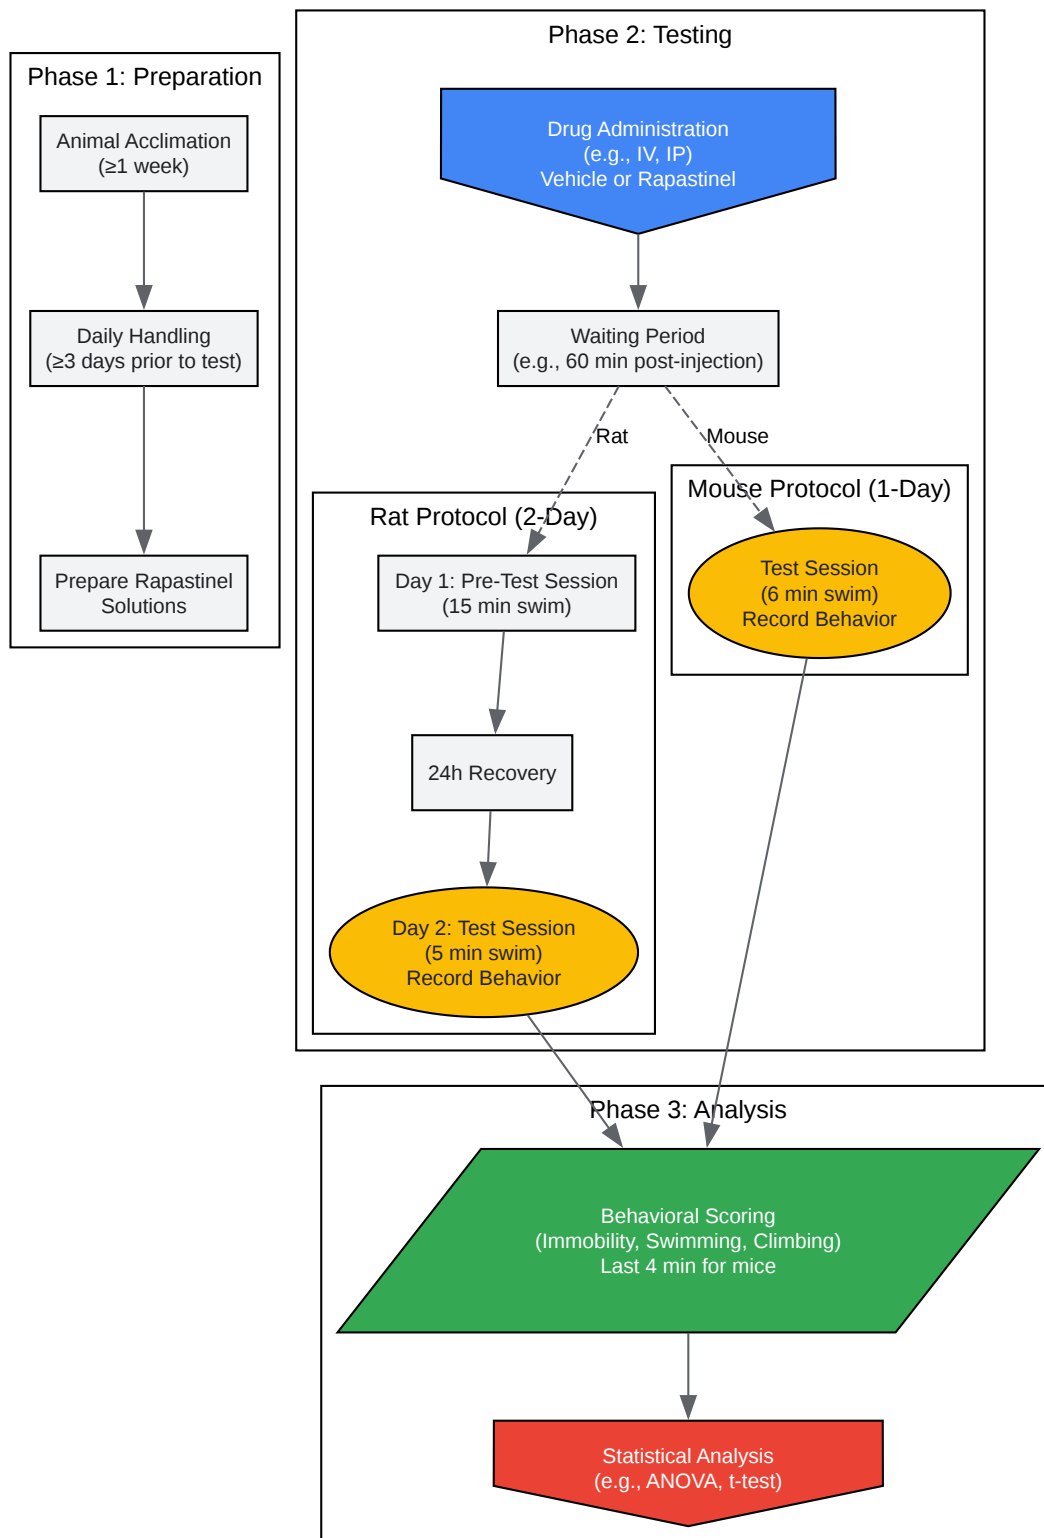 Phase 1: Preparation
Animal Acclimation
(≥1 week)
Daily Handling
(≥3 days prior to test)
Prepare Rapastinel
Solutions
Phase 2: Testing
Drug Administration
(e.g., IV, IP)
Vehicle or Rapastinel
Waiting Period
(e.g., 60 min post-injection)
Rat
Mouse
Rat Protocol (2-Day)
Day 1: Pre-Test Session
(15 min swim)
24h Recovery
Day 2: Test Session
(5 min swim)
Record Behavior
Mouse Protocol (1-Day)
Test Session
(6 min swim)
Record Behavior
Phase 3: Analysis
Behavioral Scoring
(Immobility, Swimming, Climbing)
Last 4 min for mice
Statistical Analysis
(e.g., ANOVA, t-test)